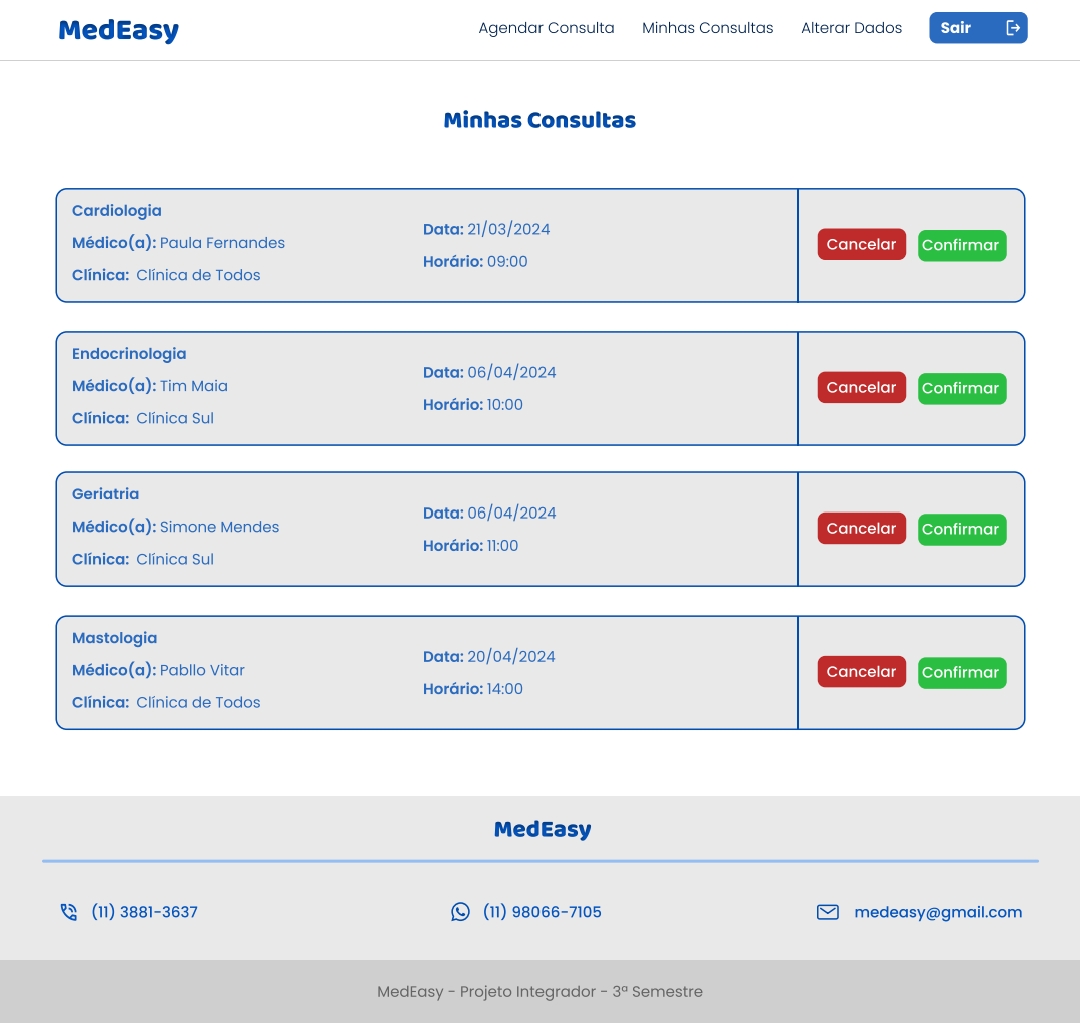 MedEasy
Agendar Consulta
Minhas Consultas
Alterar Dados
Sair
Minhas Consultas
Cardiologia
Médico(a): Paula Fernandes
Clínica: Clínica de Todos
Data: 21/03/2024
Horário: 09:00
Cancelar
Confirmar
Endocrinologia
Médico(a): Tim Maia
Clínica: Clínica Sul
Data: 06/04/2024
Horário: 10:00
Cancelar
Confirmar
Geriatria
Médico(a): Simone Mendes
Clínica: Clínica Sul
Data: 06/04/2024
Horário: 11:00
Cancelar
Confirmar
Mastologia
Médico(a): Pabllo Vitar
Clínica: Clínica de Todos
Data: 20/04/2024
Horário: 14:00
Cancelar
Confirmar
MedEasy
(11) 3881-3637
(11) 98066-7105
medeasy@gmail.com
MedEasy - Projeto Integrador - 3ª Semestre